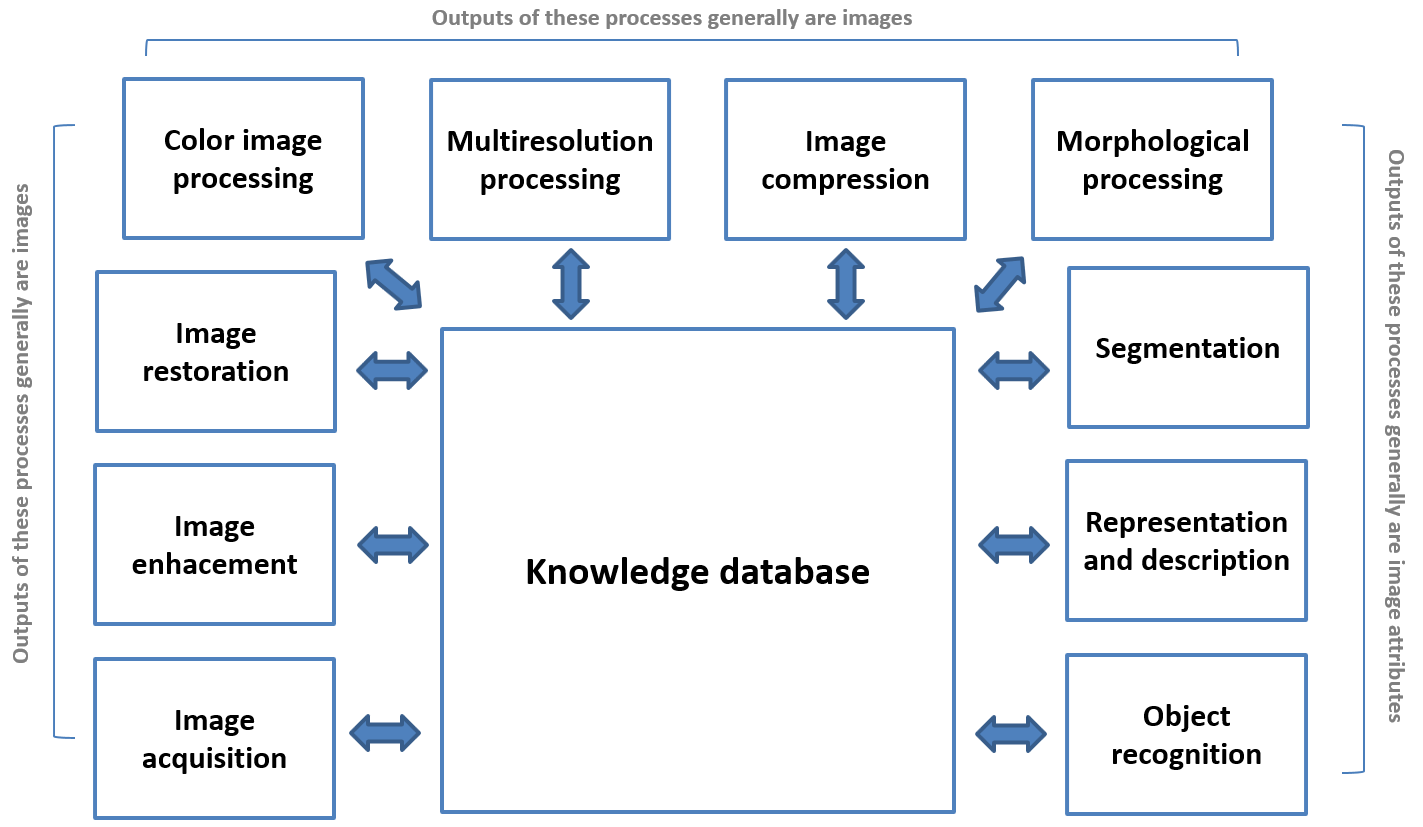 Outputs of these processes generally are images
Color image
processing
Multiresolution
processing
Image
compression
Morphological
processing
Outputs of these processes generally are images
Image
restoration
Image
enhacement
Image
acquisition
Knowledge database
Segmentation
Representation
and description
Object
recognition
Outputs of these processes generally are image attributes